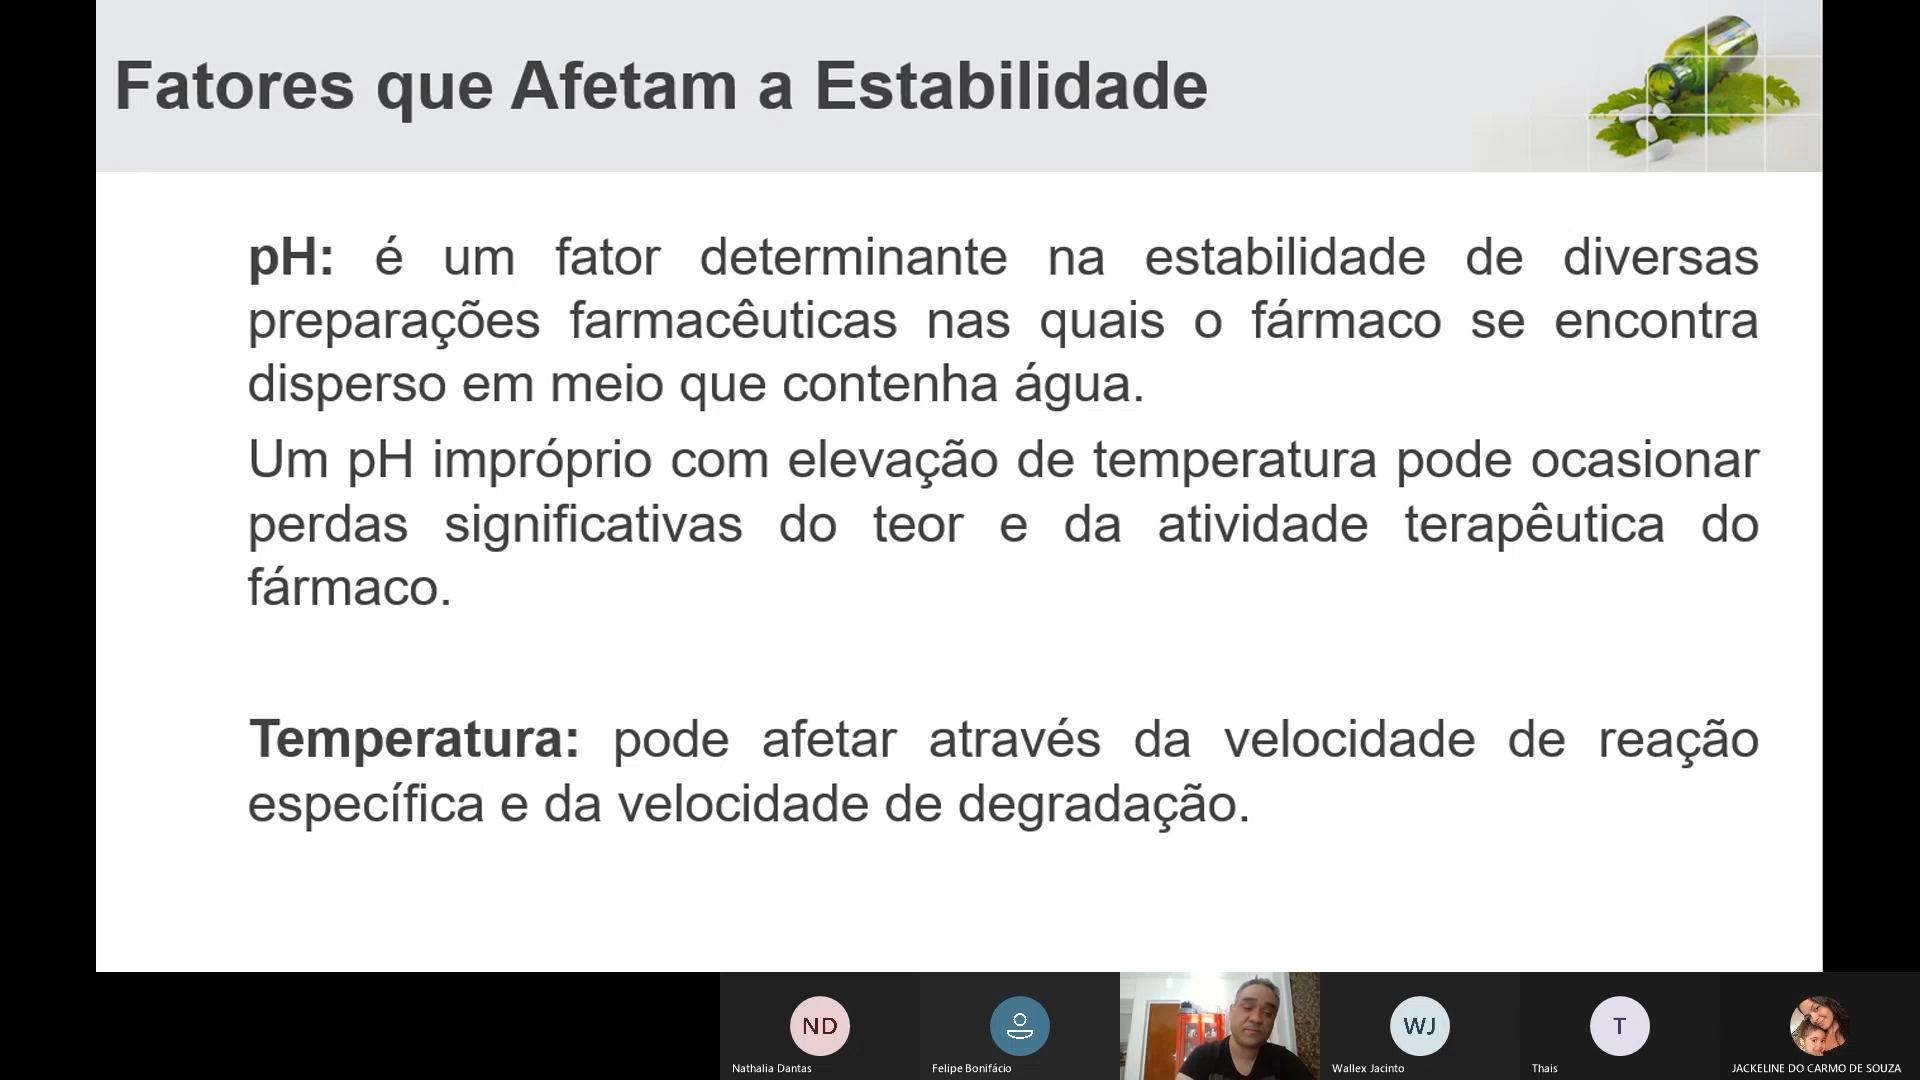 Fatores que Afetam a Estabilidade
pH: é um fator determinante na estabilidade de diversas
preparações farmacêuticas nas quais o fármaco se encontra
disperso em meio que contenha água.
Um pH impróprio com elevação de temperatura pode ocasionar
perdas significativas do teor e da atividade terapêutica do
fármaco.
Temperatura: pode afetar através da velocidade de reação
específica e da velocidade de degradação.
ND
WJ
T
Nathalia Dantas
Felipe Bonifácio
Wallex Jacinto
Thais
JACKELINE DO CARMO DE SOUZA